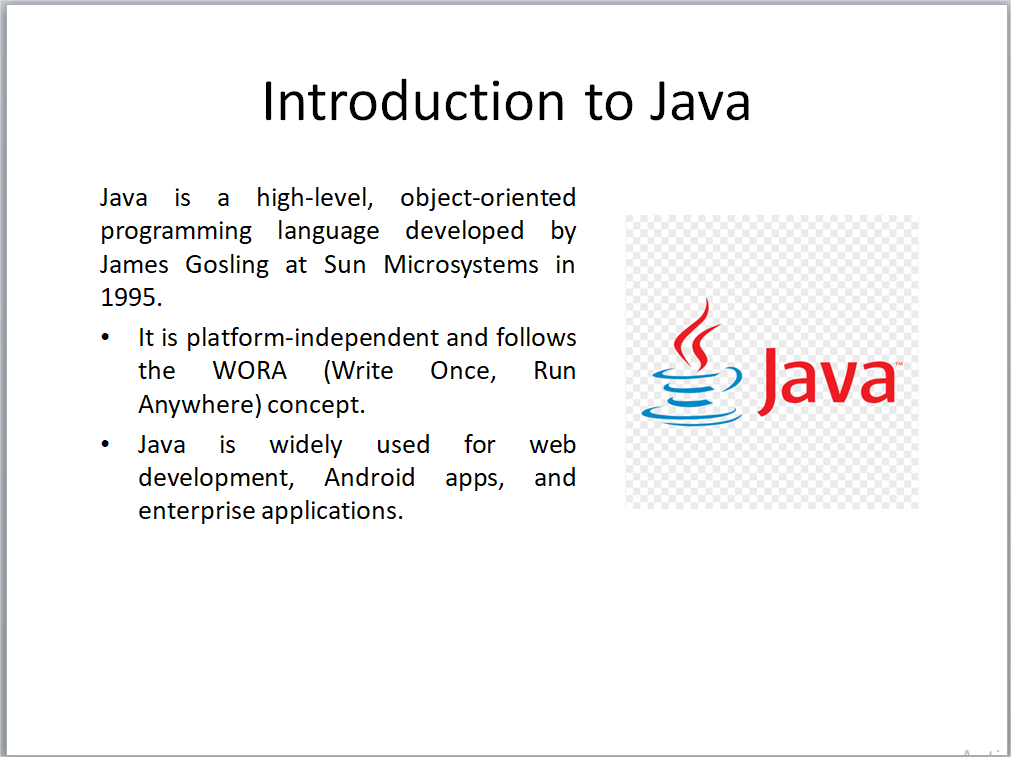 Introduction to Java
Java is a high-level, object-oriented
programming language developed by
James Gosling at Sun Microsystems in
1995.
• It is platform-independent and follows
the WORA (Write Once, Run
Anywhere) concept.
• Java is widely used for web
development, Android apps, and
enterprise applications.
Java™